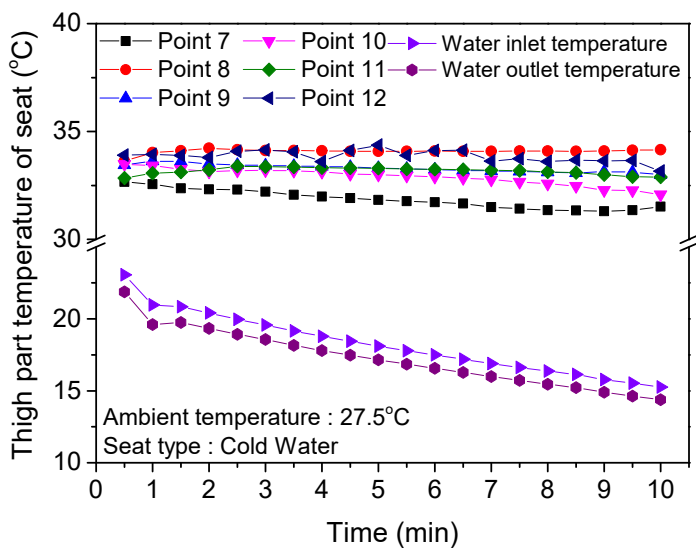 Point 7 Point 10 Water inlet temperature
Point 8 Point 11 Water outlet temperature
Point 9 Point 12
Thigh part temperature of seat (°C)
40
35
30
20
15
10
Ambient temperature : 27.5°C
Seat type : Cold Water
0 1 2 3 4 5 6 7 8 9 10
Time (min)